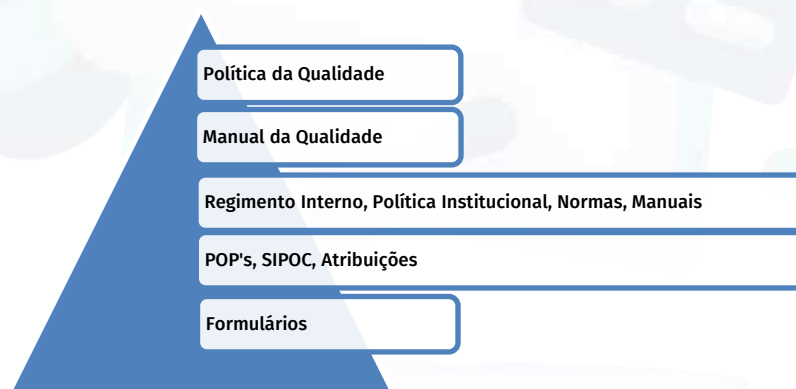 Política da Qualidade
Manual da Qualidade
Regimento Interno, Política Institucional, Normas, Manuais
POP's, SIPOC, Atribuições
Formulários